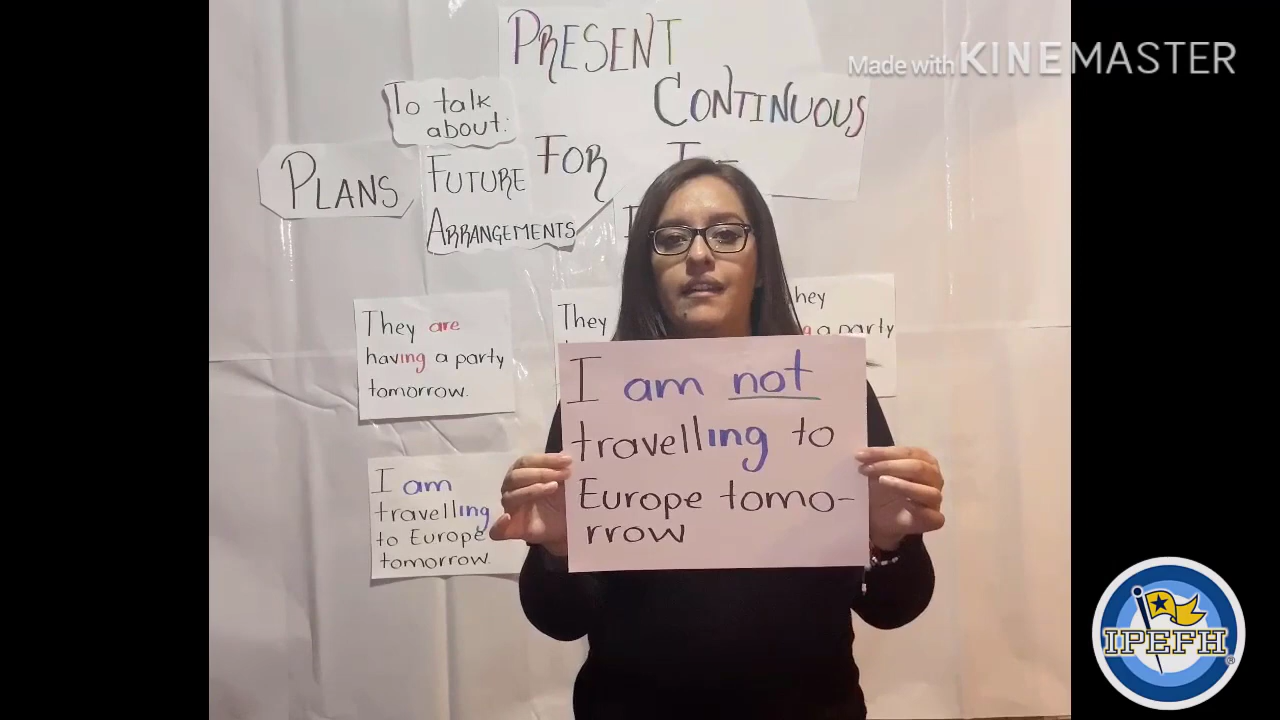 PRESENT
Made with KINEMASTER
CONTINUOUS
To talk
about:
FOR
PLANS
FUTURE
ARRANGEMENTS
They are
having a party
tomorrow.
They
hey
a party
I am not
travelling to
Europe tomo-
rrow
I am
travelling
to Europe
tomorrow.
IPEFH